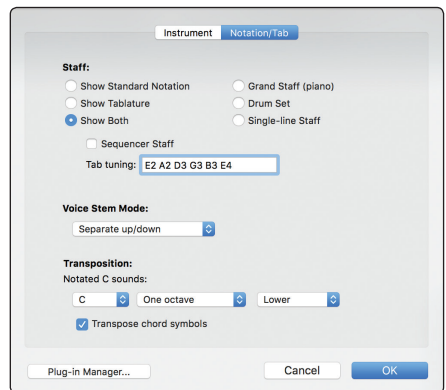 Instrument Notation/Tab
Staff:
Show Standard Notation Grand Staff (piano)
Show Tablature Drum Set
Show Both Single-line Staff
Sequencer Staff
Tab tuning: E2 A2 D3 G3 B3 E4
Voice Stem Mode:
Separate up/down
Transposition:
Notated C sounds:
C One octave Lower
Transpose chord symbols
Plug-in Manager... Cancel OK